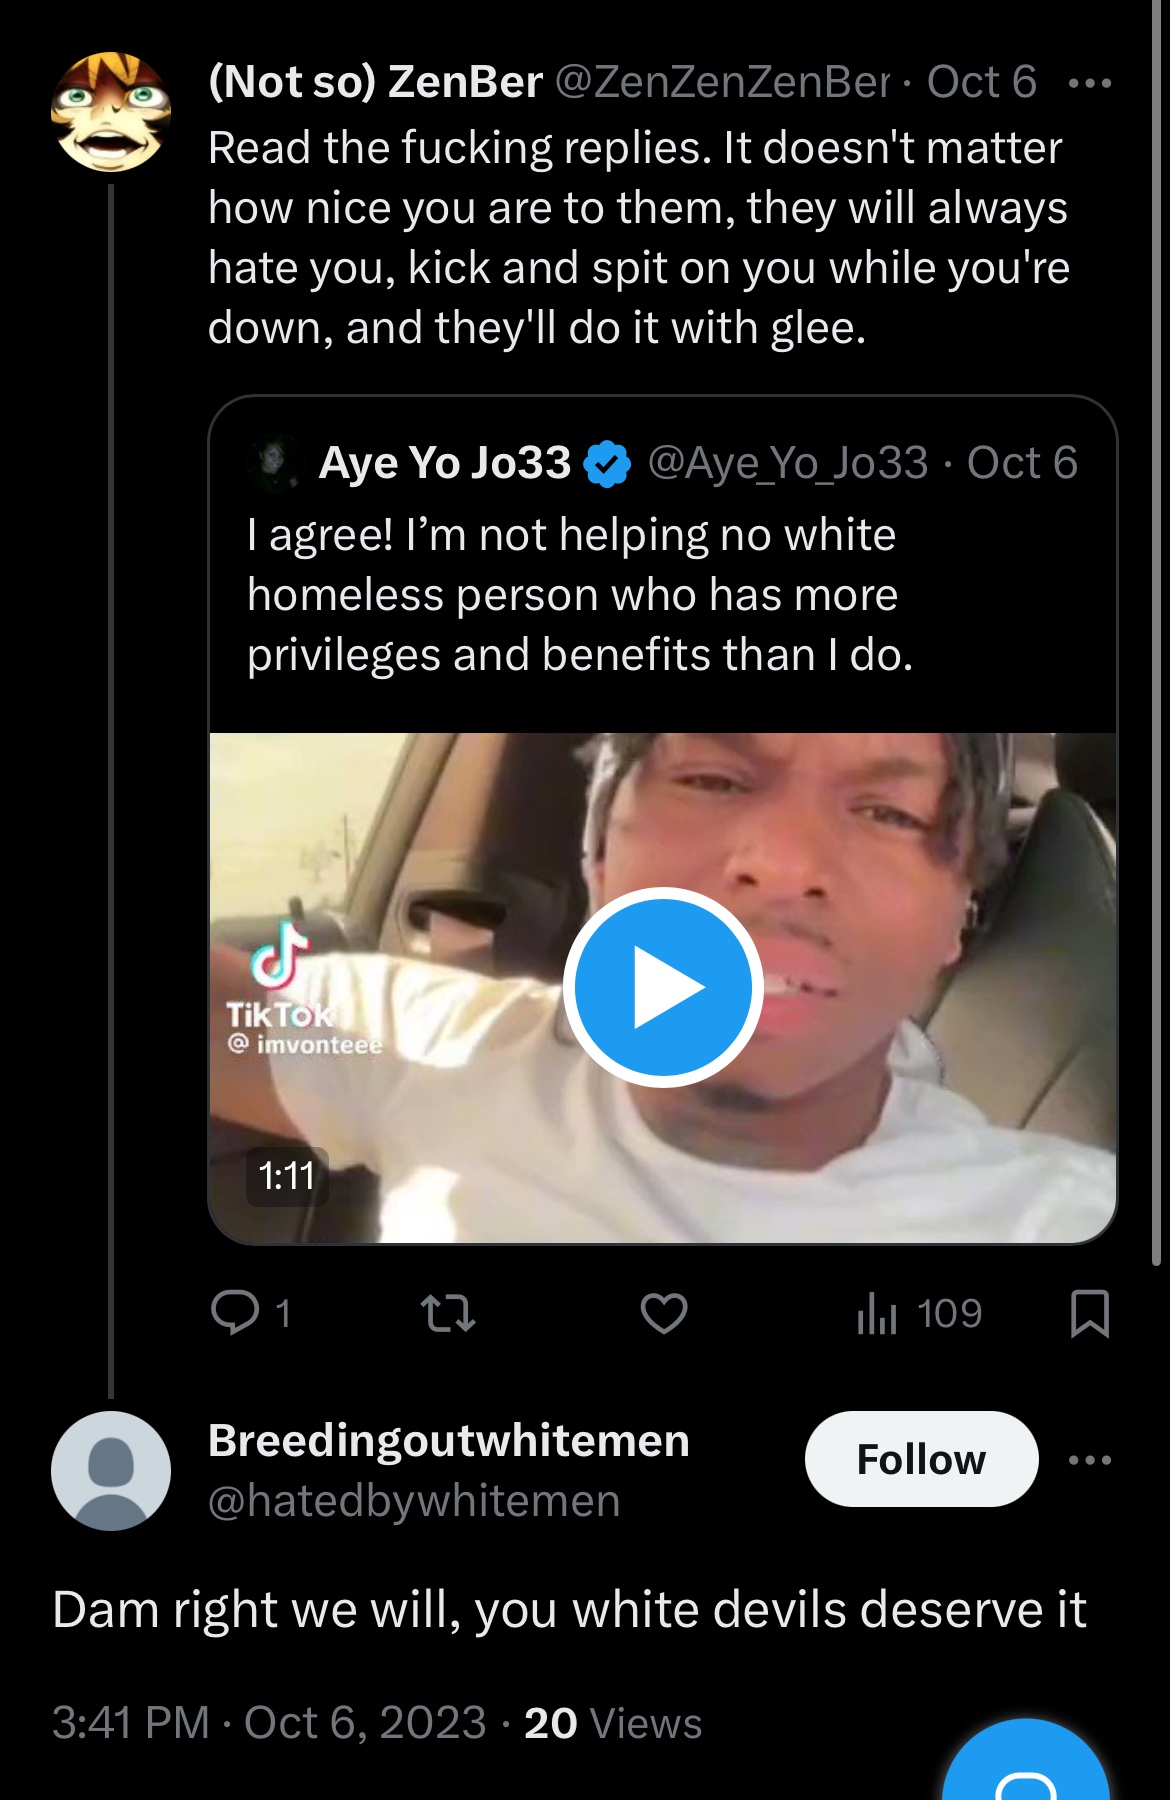 (Not so) ZenBer @ZenZenZenBer · Oct 6
Read the fucking replies. It doesn't matter
how nice you are to them, they will always
hate you, kick and spit on you while you're
down, and they'll do it with glee.
Aye Yo Jo33 @Aye_Yo_Jo33 · Oct 6
I agree! I’m not helping no white
homeless person who has more
privileges and benefits than I do.
TikTok
@ imvonteee
1:11
1 109
Breedingoutwhitemen
@hatedbywhitemen
Follow
Dam right we will, you white devils deserve it
3:41 PM · Oct 6, 2023 · 20 Views